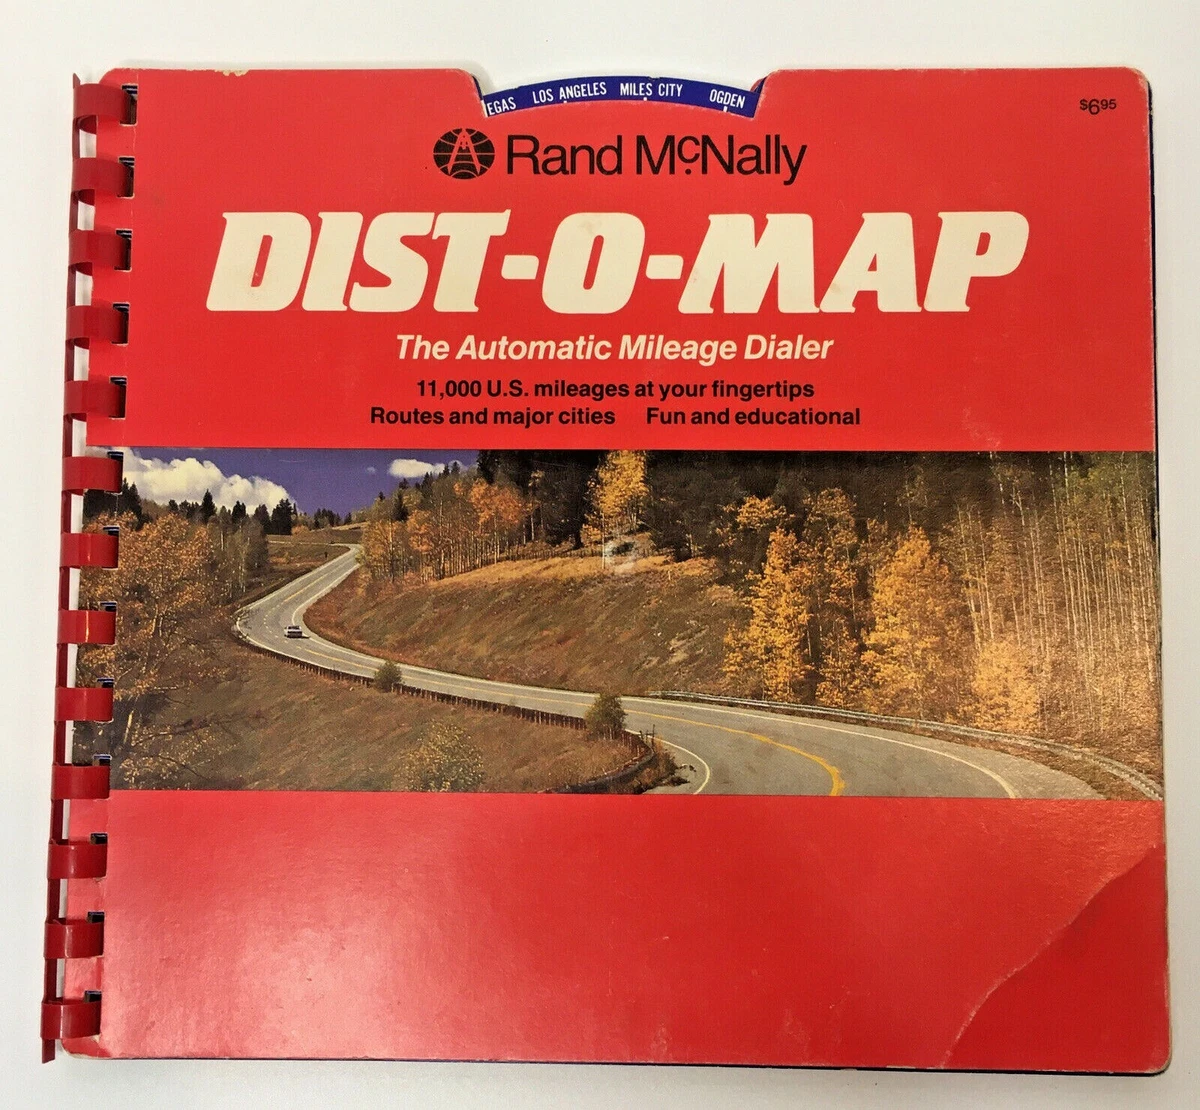 EGAS LOS ANGELES MILES CITY OGDEN
$6.95
Rand McNally
DIST-O-MAP
The Automatic Mileage Dialer
11,000 U.S. mileages at your fingertips
Routes and major cities Fun and educational